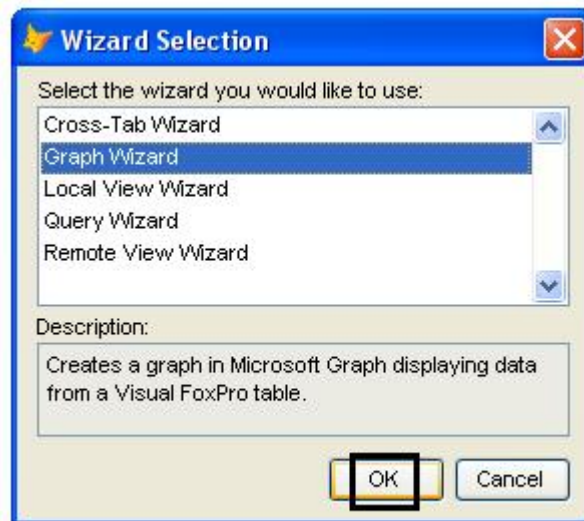 Wizard Selection
Select the wizard you would like to use:
Cross-Tab Wizard
Graph Wizard
Local View Wizard
Query Wizard
Remote View Wizard
Description:
Creates a graph in Microsoft Graph displaying data
from a Visual FoxPro table.
OK Cancel